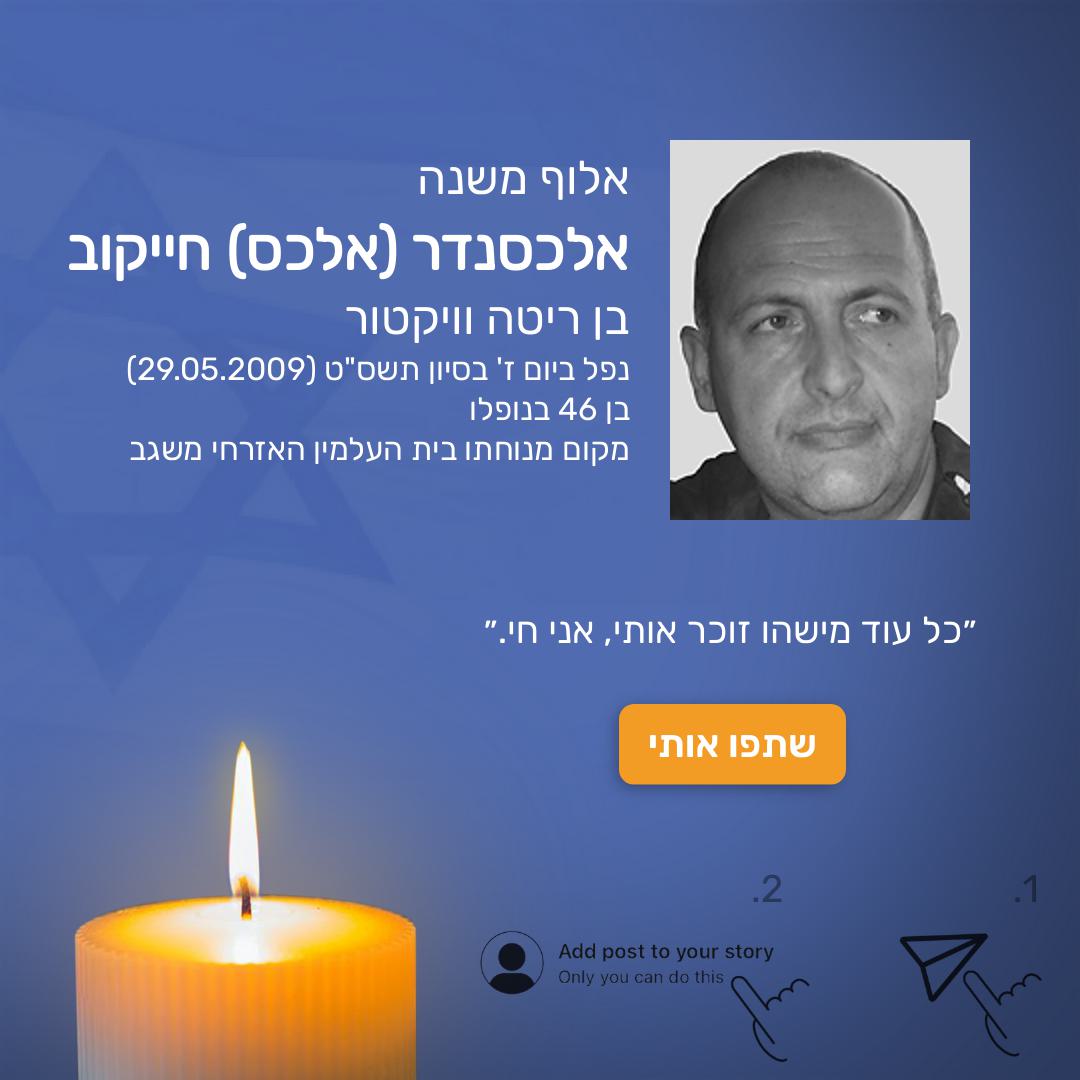 אלוף משנה
אלכסנדר (אלכס) חייקוב
בן ריטה וויקטור
נפל ביום ז' בסיון תשס"ט (29.05.2009)
בן 46 בנופלו
מקום מנוחתו בית העלמין האזרחי משגב
״כל עוד מישהו זוכר אותי, אני חי.״
שתפו אותי
1.
2.
Add post to your story
Only you can do this